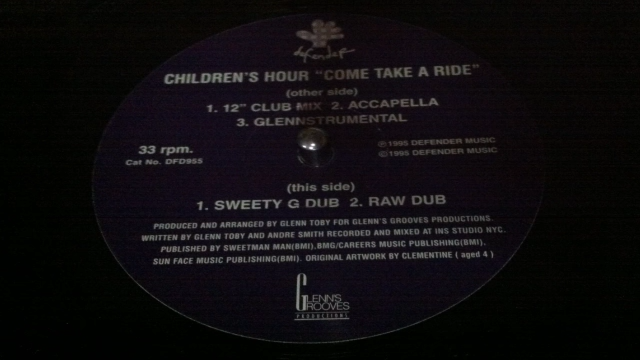 defender
CHILDREN'S HOUR "COME TAKE A RIDE"
(other side)
1. 12" CLUB MIX 2. ACCAPELLA
3. GLENNSTRUMENTAL
33 rpm.
Cat No. DFD955
℗1995 DEFENDER MUSIC
©1995 DEFENDER MUSIC
(this side)
1. SWEETY G DUB 2. RAW DUB
PRODUCED AND ARRANGED BY GLENN TOBY FOR GLENN'S GROOVES PRODUCTIONS.
WRITTEN BY GLENN TOBY AND ANDRE SMITH RECORDED AND MIXED AT INS STUDIO NYC.
PUBLISHED BY SWEETMAN MAN(BMI),BMG/CAREERS MUSIC PUBLISHING(BMI),
SUN FACE MUSIC PUBLISHING(BMI). ORIGINAL ARTWORK BY CLEMENTINE ( aged 4 )
GLENN'S
GROOVES
PRODUCTIONS